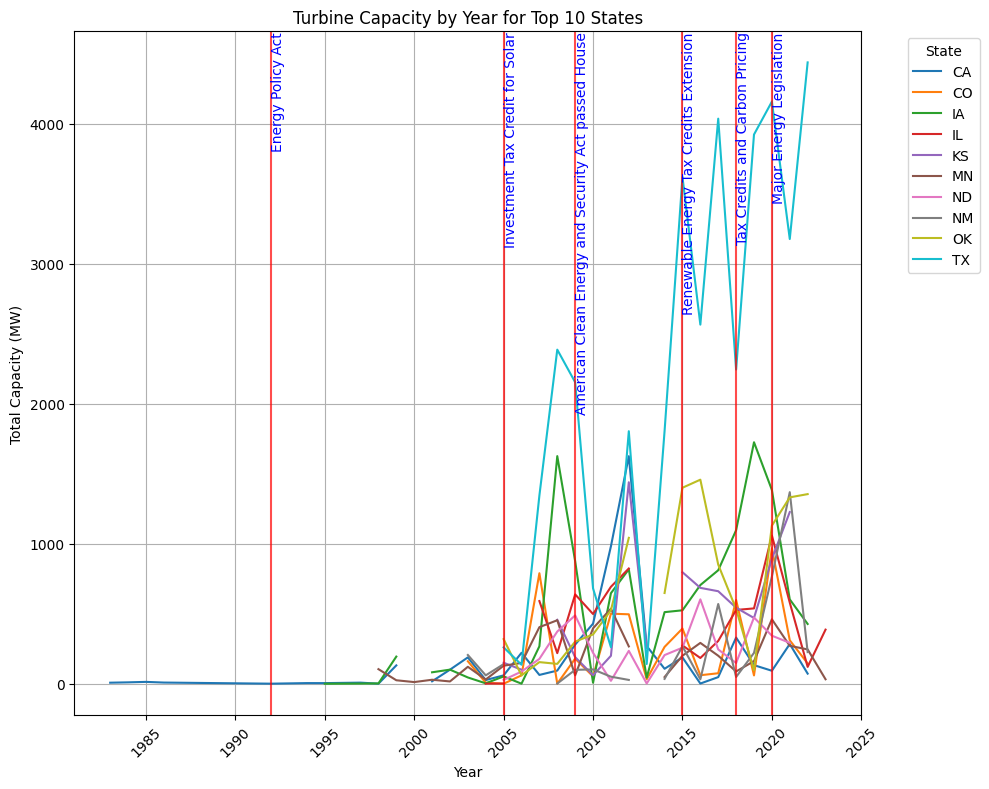 Turbine Capacity by Year for Top 10 States
Energy Policy Act
Investment Tax Credit for Solar
American Clean Energy and Security Act passed House
Renewable Energy Tax Credits Extension
Tax Credits and Carbon Pricing
Major Energy Legislation
State
CA
CO
IA
IL
KS
MN
ND
NM
OK
TX
Total Capacity (MW)
4000
3000
2000
1000
0
1985
1990
1995
2000
2005
2010
2015
2020
2025
Year